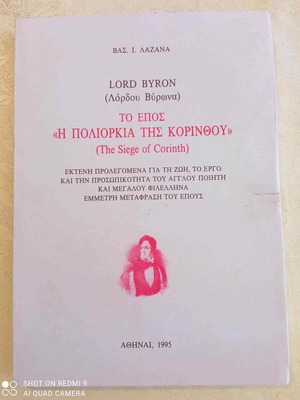 ΒΑΣ. Ι. ΛΑΖΑΝΑ
LORD BYRON
(Λόρδου Βύρωνα)
ΤΟ ΕΠΟΣ
«Η ΠΟΛΙΟΡΚΙΑ ΤΗΣ ΚΟΡΙΝΘΟΥ»
(The Siege of Corinth)
ΕΚΤΕΝΗ ΠΡΟΛΕΓΟΜΕΝΑ ΓΙΑ ΤΗ ΖΩΗ, ΤΟ ΕΡΓΟ
ΚΑΙ ΤΗΝ ΠΡΟΣΩΠΙΚΟΤΗΤΑ ΤΟΥ ΑΓΓΛΟΥ ΠΟΙΗΤΗ
ΚΑΙ ΜΕΓΑΛΟΥ ΦΙΛΕΛΛΗΝΑ
ΕΜΜΕΤΡΗ ΜΕΤΑΦΡΑΣΗ ΤΟΥ ΕΠΟΥΣ
ΑΘΗΝΑΙ, 1995
SHOT ON REDMI 9
AI QUAD CAMERA